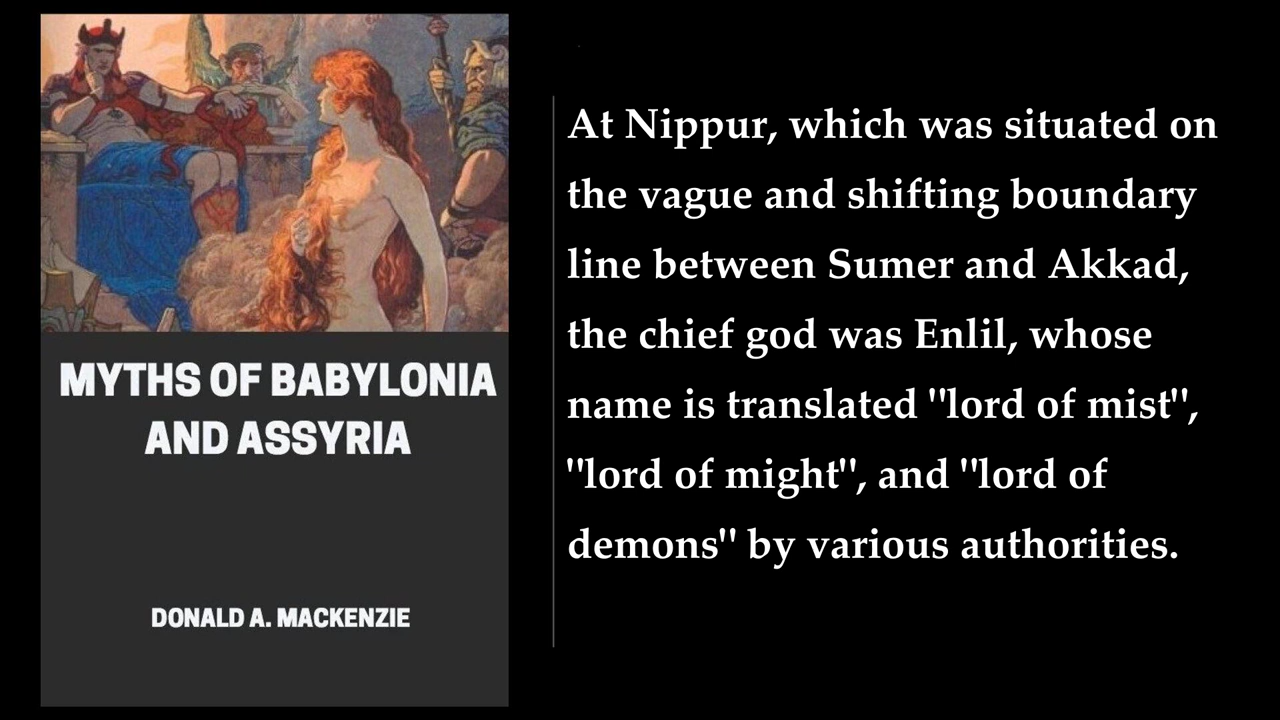 MYTHS OF BABYLONIA
AND ASSYRIA
DONALD A. MACKENZIE
At Nippur, which was situated on
the vague and shifting boundary
line between Sumer and Akkad,
the chief god was Enlil, whose
name is translated "lord of mist",
"lord of might", and "lord of
demons" by various authorities.